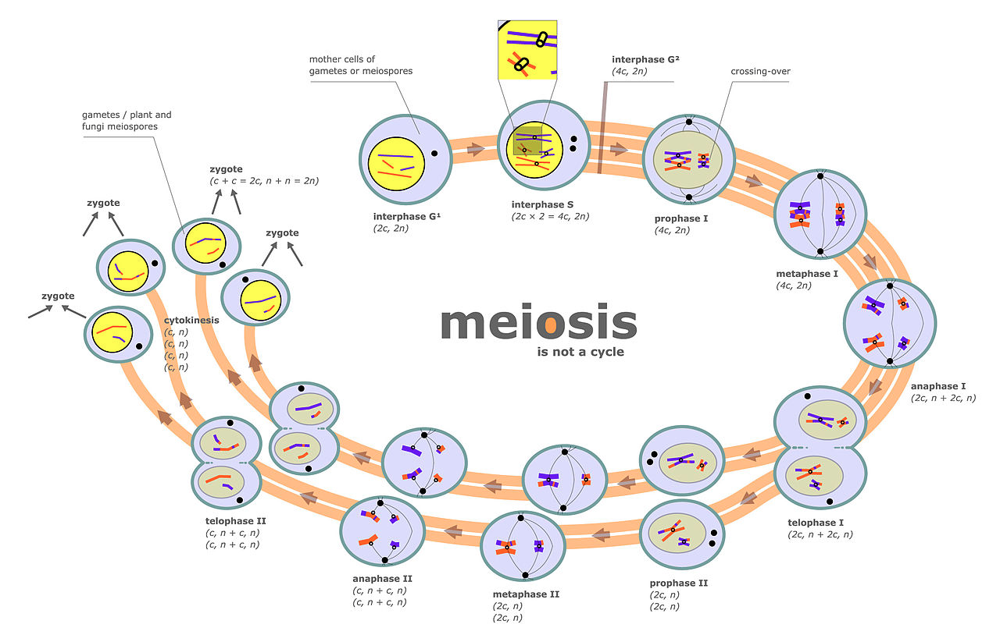 mother cells of
gametes or meiospores
interphase G²
(4c, 2n)
crossing-over
gametes / plant and
fungi meiospores
zygote
(c + c = 2c, n + n = 2n)
zygote
zygote
zygote
interphase G¹
(2c, 2n)
interphase S
(2c × 2 = 4c, 2n)
prophase I
(4c, 2n)
metaphase I
(4c, 2n)
meiosis
is not a cycle
cytokinesis
(c, n)
(c, n)
(c, n)
(c, n)
anaphase I
(2c, n + 2c, n)
telophase I
(2c, n + 2c, n)
prophase II
(2c, n)
(2c, n)
metaphase II
(2c, n)
(2c, n)
anaphase II
(c, n + c, n)
(c, n + c, n)
telophase II
(c, n + c, n)
(c, n + c, n)